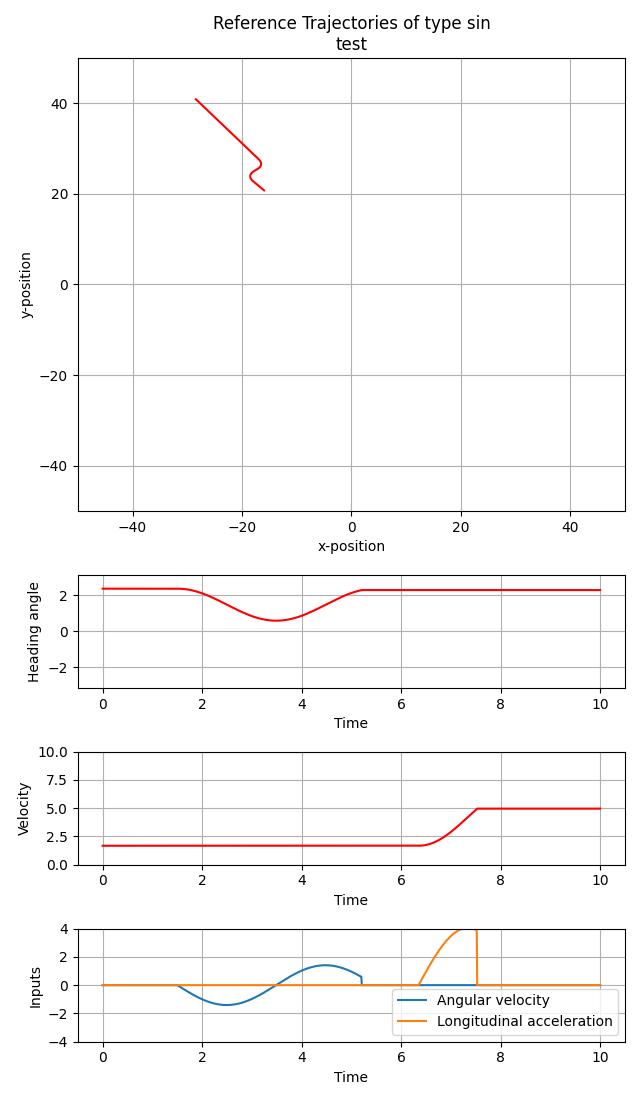 Reference Trajectories of type sin
test
40
20
0
−20
−40
y-position
−40 −20 0 20 40
x-position
2
0
−2
Heading angle
0 2 4 6 8 10
Time
10.0
7.5
5.0
2.5
0.0
Velocity
0 2 4 6 8 10
Time
4
2
0
−2
−4
Inputs
Angular velocity
Longitudinal acceleration
0 2 4 6 8 10
Time